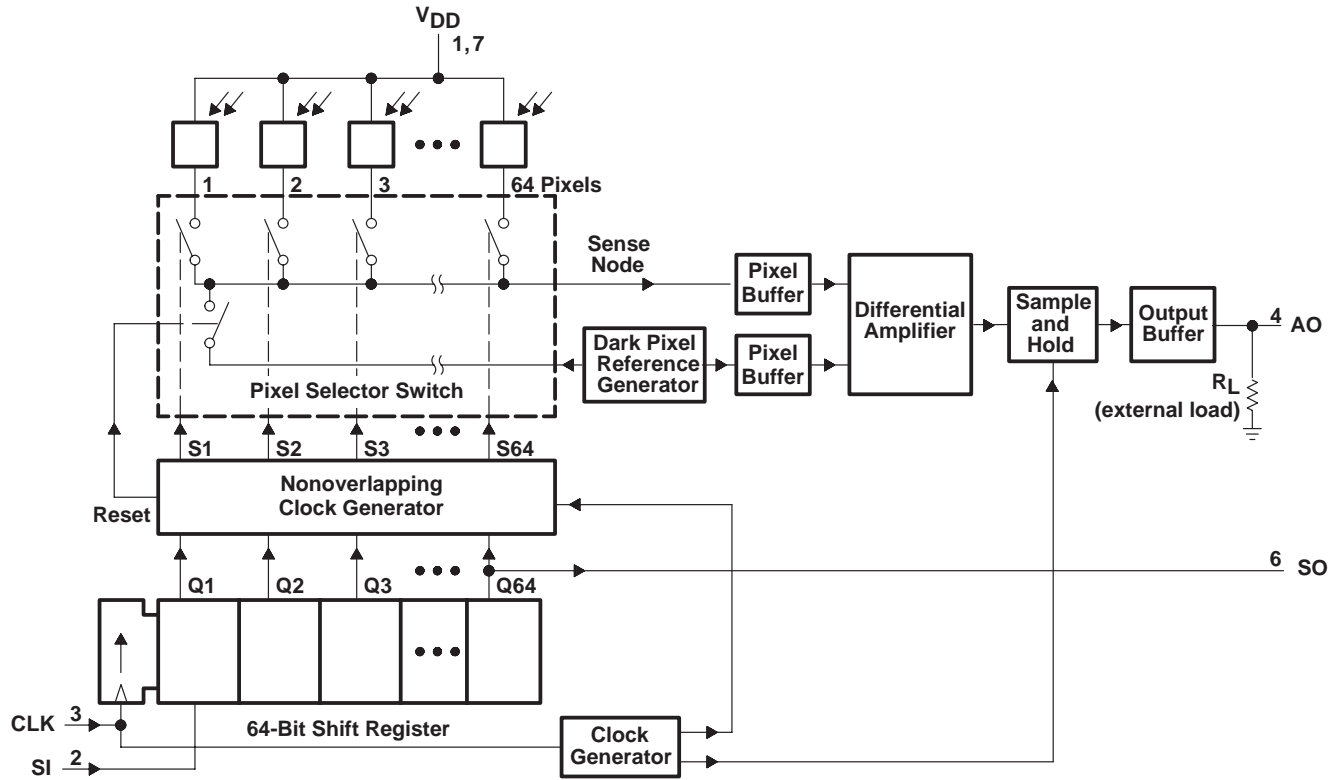 VDD
1,7
1
2
3
64 Pixels
Sense
Node
Pixel
Buffer
Differential
Amplifier
Sample
and
Hold
Output
Buffer
4
AO
Dark Pixel
Reference
Generator
Pixel
Buffer
RL
(external load)
Pixel Selector Switch
S1
S2
S3
S64
Nonoverlapping
Clock Generator
Reset
Q1
Q2
Q3
Q64
6
SO
CLK
3
64-Bit Shift Register
Clock
Generator
SI
2